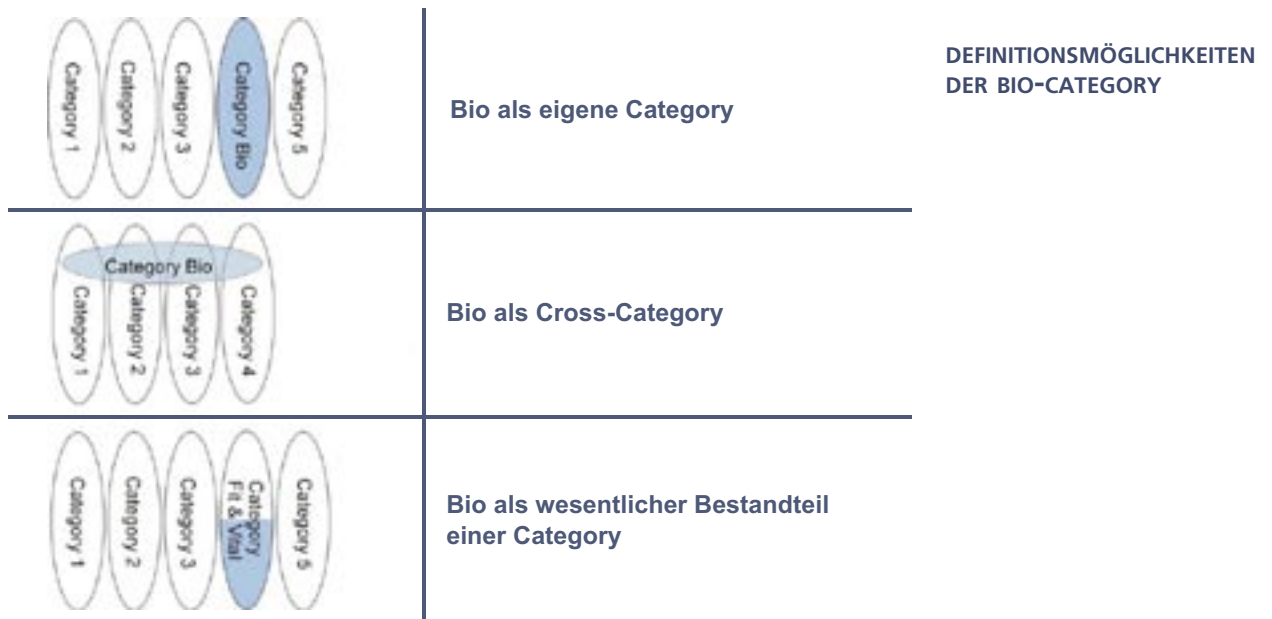 DEFINITIONSMÖGLICHKEITEN
DER BIO-CATEGORY
Category 1
Category 2
Category 3
Category Bio
Category 5
Bio als eigene Category
Category Bio
Category 1
Category 2
Category 3
Category 4
Bio als Cross-Category
Category 1
Category 2
Category 3
Category
Fit & Vital
Category 5
Bio als wesentlicher Bestandteil
einer Category